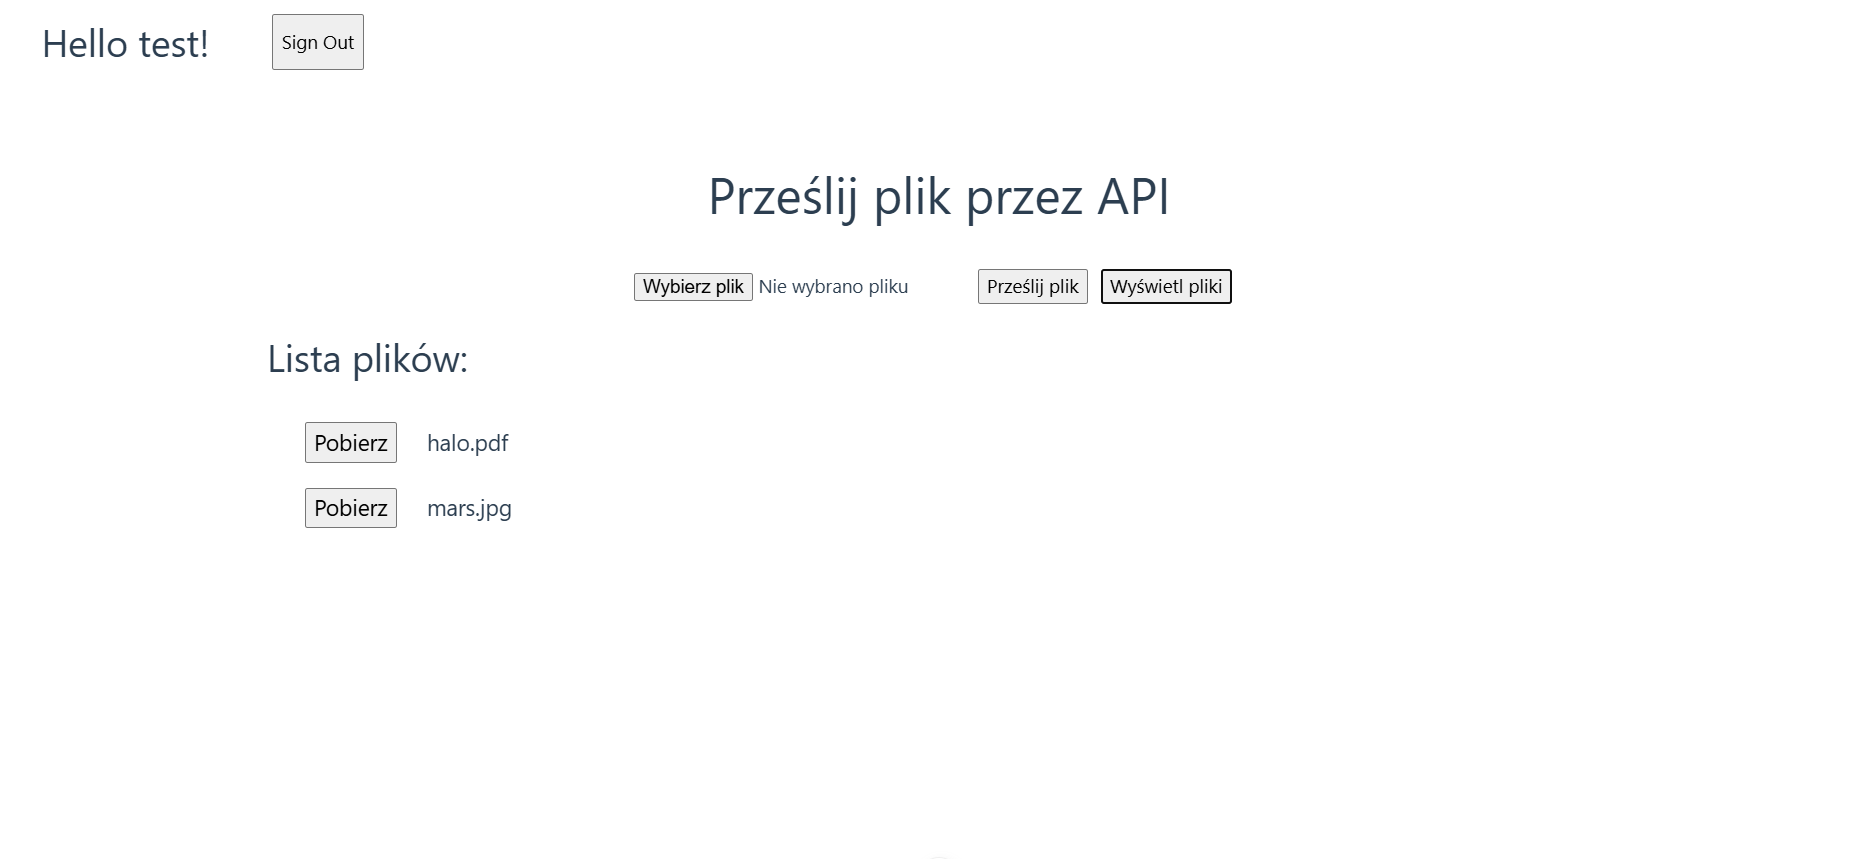 Hello test! Sign Out
Prześlij plik przez API
Wybierz plik Nie wybrano pliku Prześlij plik Wyświetl pliki
Lista plików:
Pobierz halo.pdf
Pobierz mars.jpg